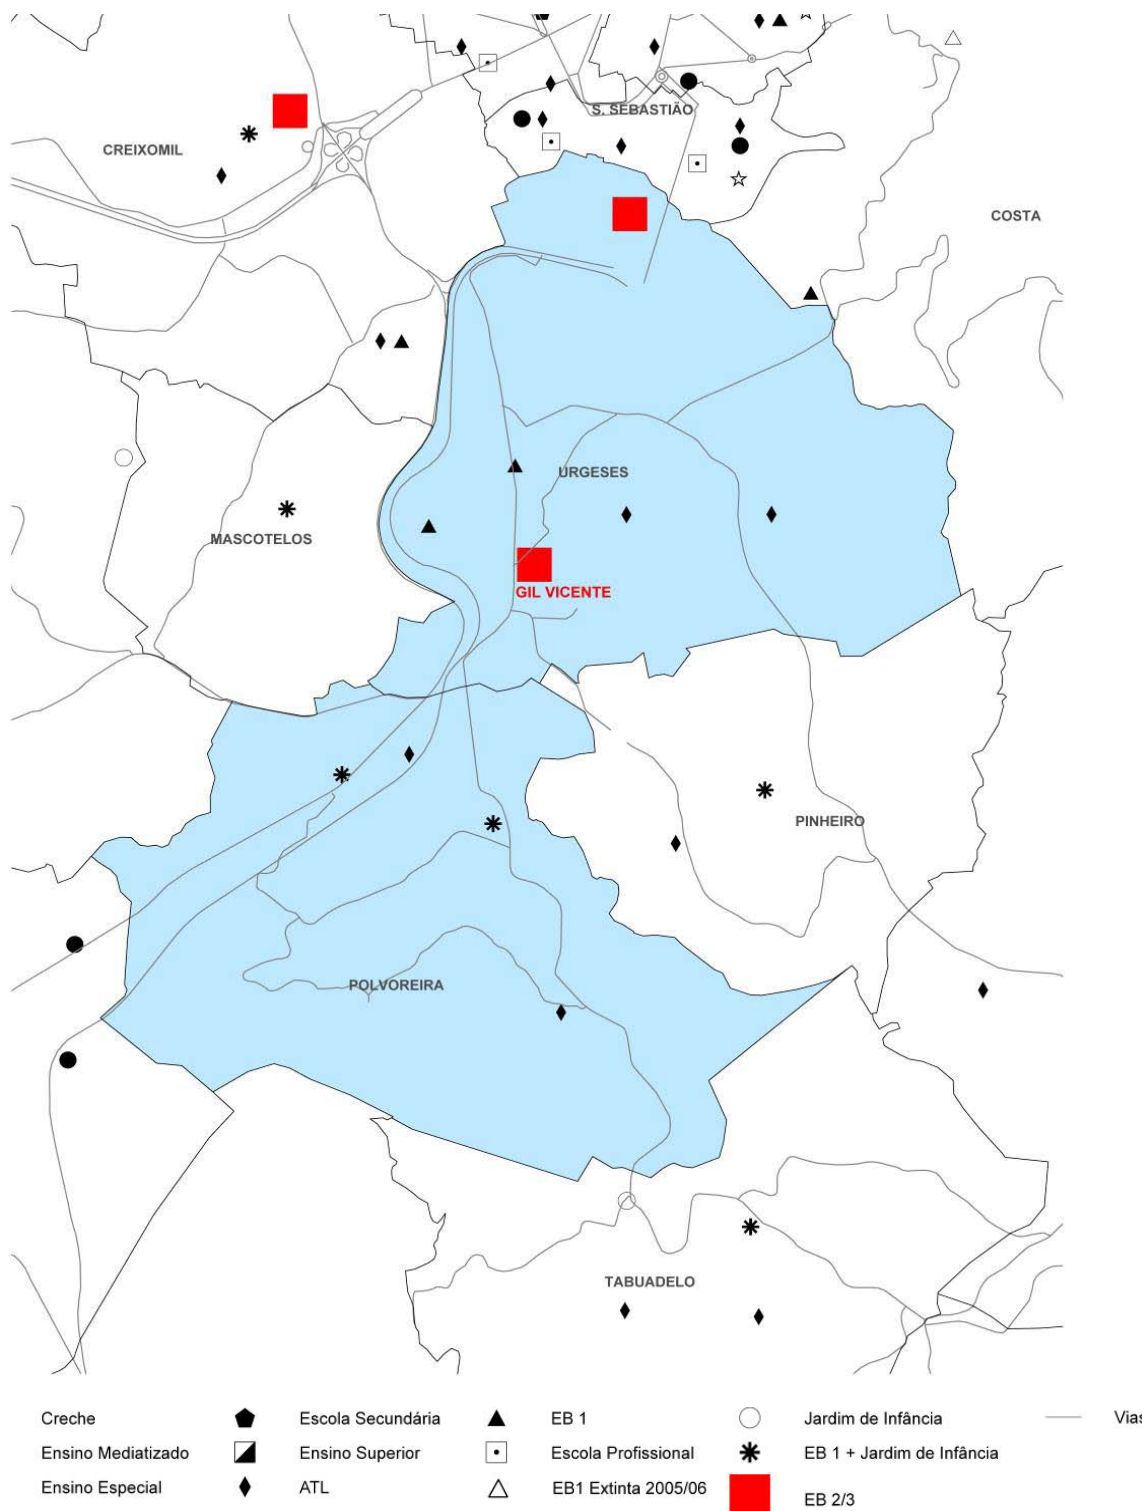 S. SEBASTIÃO
CREIXOMIL
COSTA
URGESES
MASCOTELOS
GIL VICENTE
PINHEIRO
POLVOREIRA
TABUADELO
Creche
Escola Secundária
EB 1
Jardim de Infância
Vias
Ensino Mediatizado
Ensino Superior
Escola Profissional
EB 1 + Jardim de Infância
Ensino Especial
ATL
EB1 Extinta 2005/06
EB 2/3